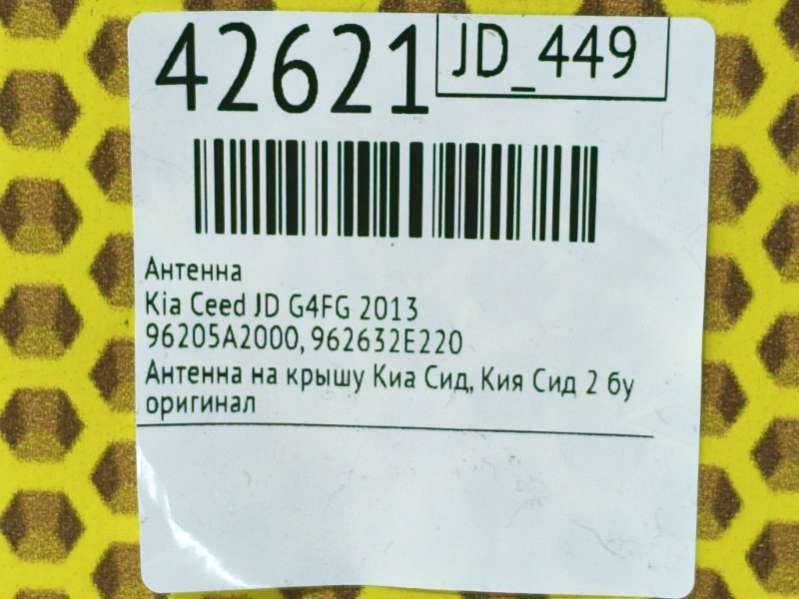 42621
JD_449
Антенна
Kia Ceed JD G4FG 2013
96205A2000, 962632E220
Антенна на крышу Киа Сид, Кия Сид 2 бу
оригинал